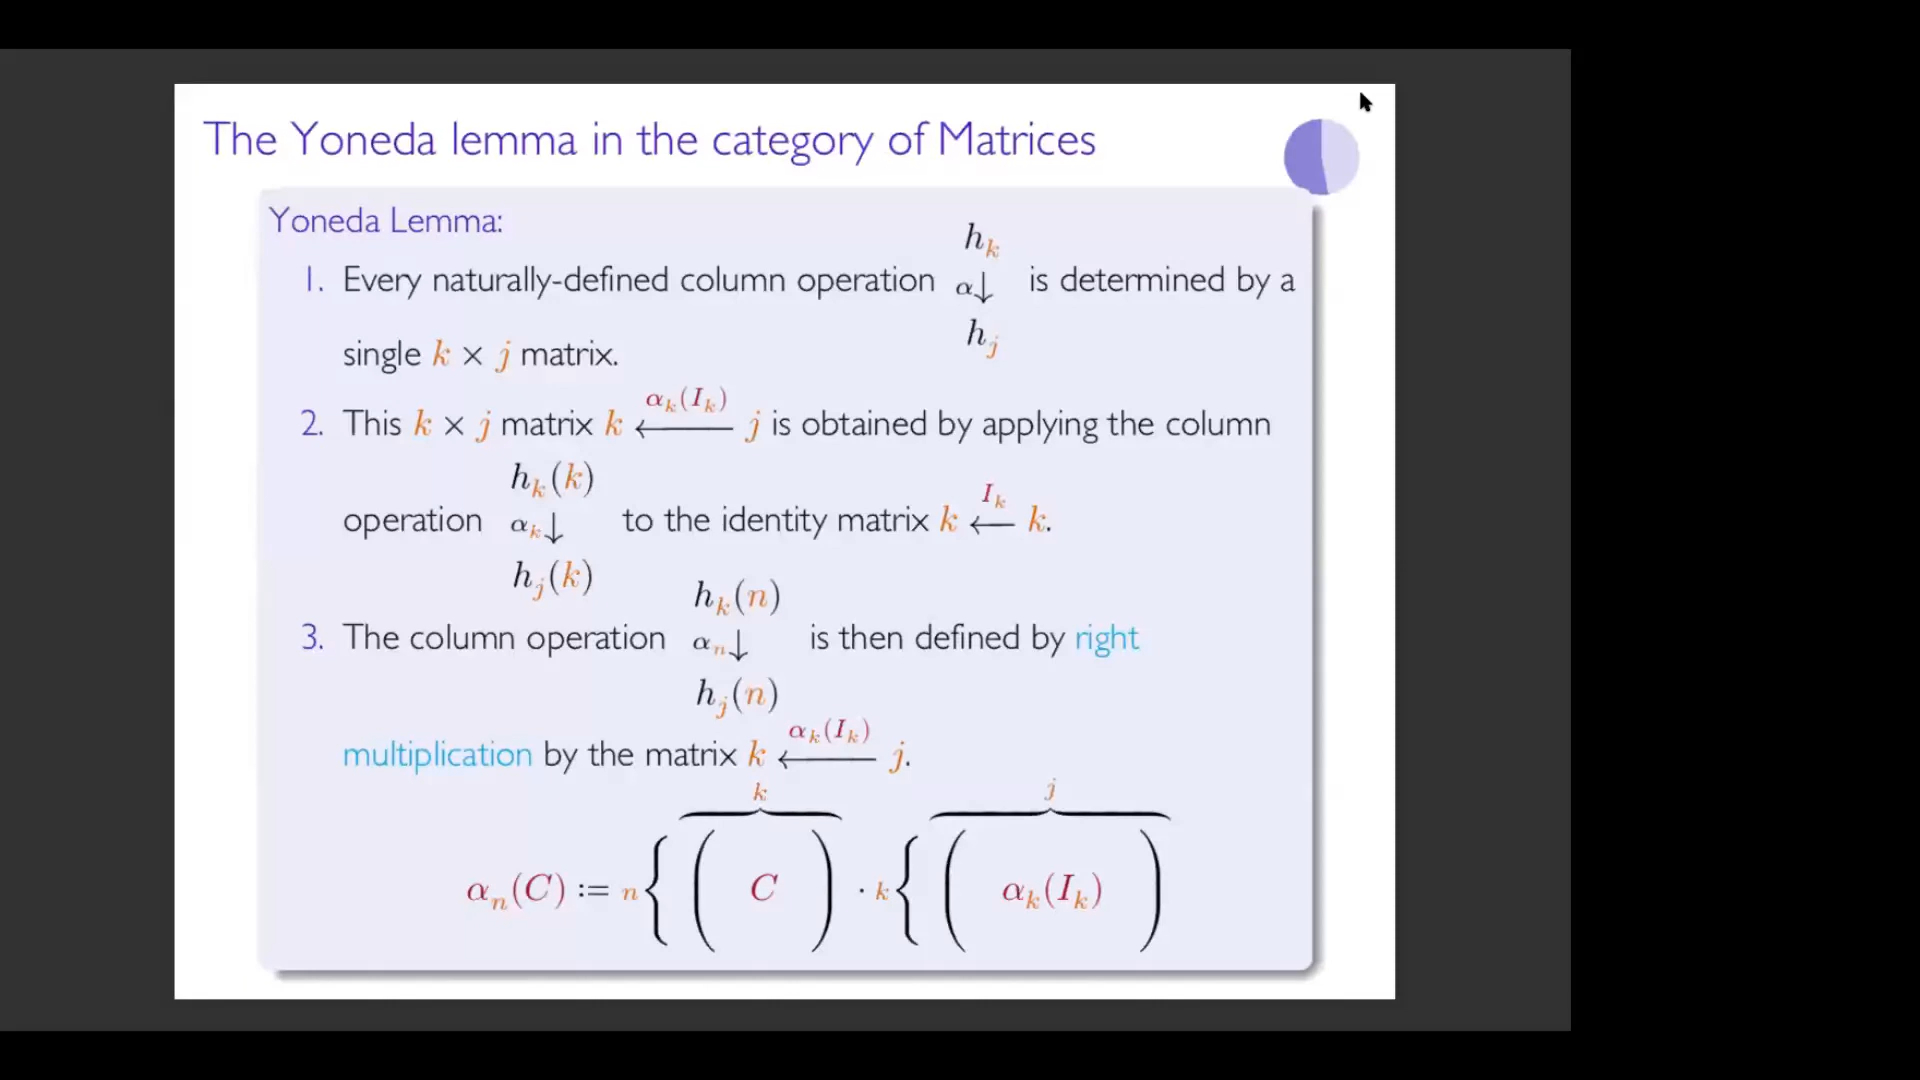 The Yoneda lemma in the category of Matrices
Yoneda Lemma:
1. Every naturally-defined column operation h_k α↓ h_j is determined by a
single k × j matrix.
2. This k × j matrix k ←α_k(I_k) j is obtained by applying the column
operation h_k(k) α_k↓ h_j(k) to the identity matrix k ←I_k k.
3. The column operation h_k(n) α_n↓ h_j(n) is then defined by right
multiplication by the matrix k ←α_k(I_k) j.
k j
α_n(C) := n{ ( C ) · k{ ( α_k(I_k) )